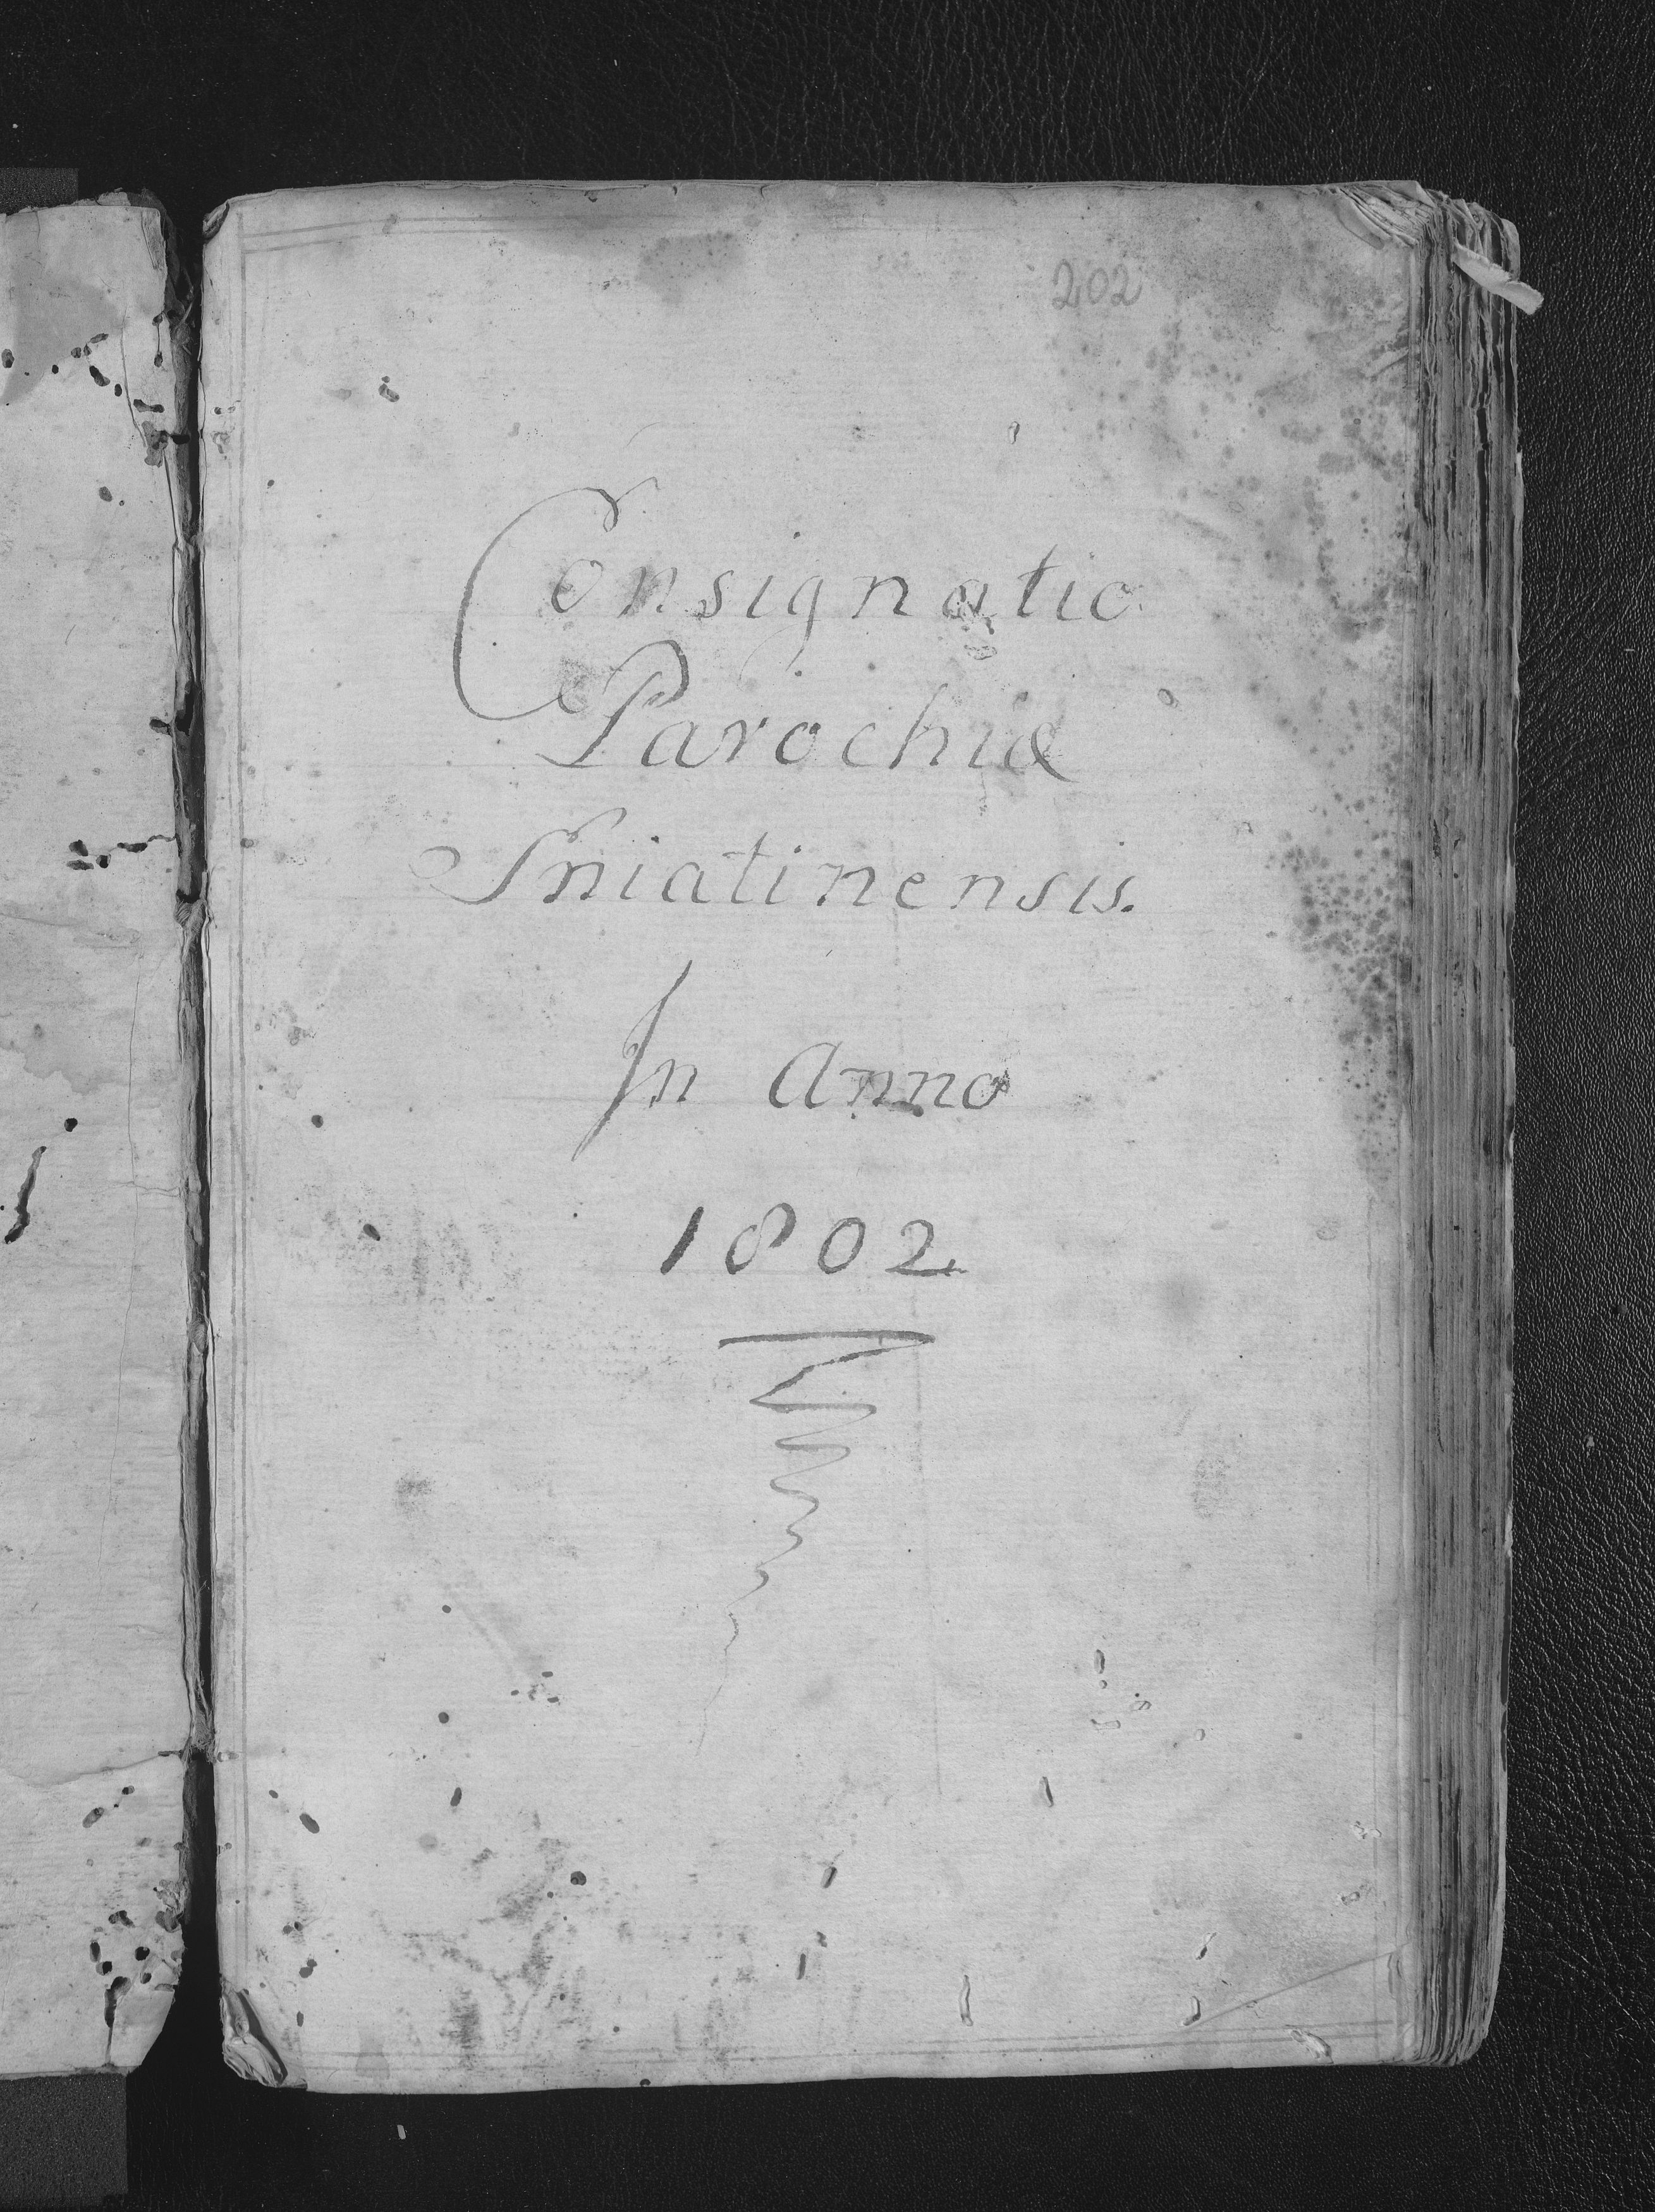 202
Consignatio
Parochiæ
Sniatinensis.
In Anno
1802